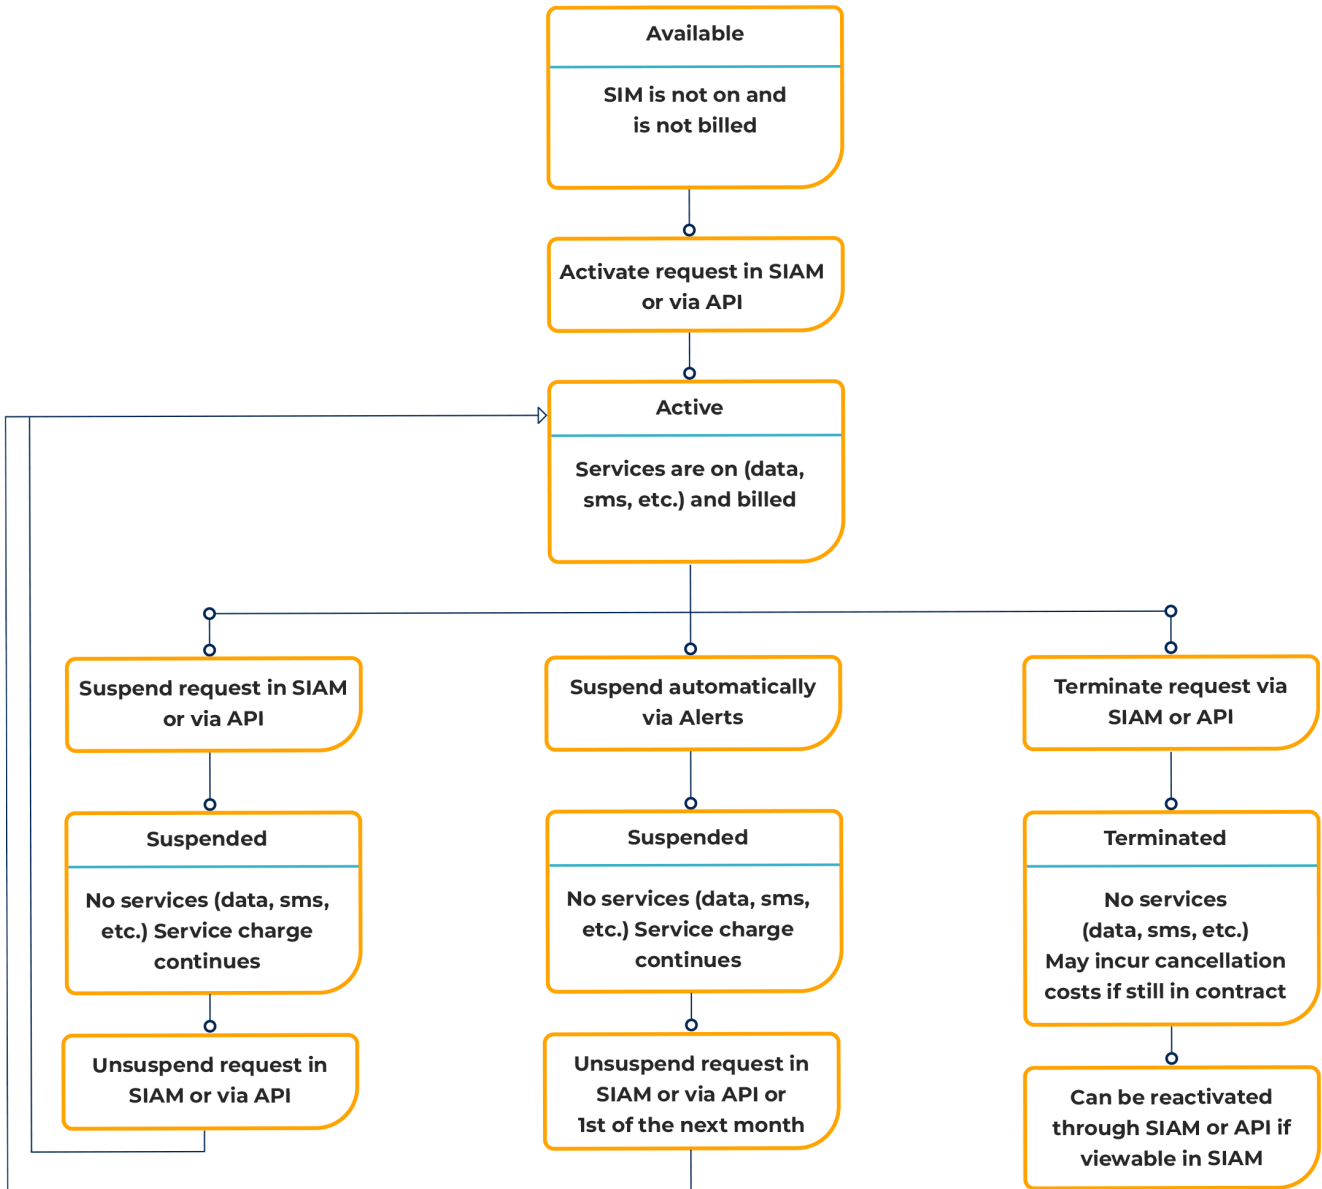 Available
SIM is not on and
is not billed
Activate request in SIAM
or via API
Active
Services are on (data,
sms, etc.) and billed
Suspend request in SIAM
or via API
Suspend automatically
via Alerts
Terminate request via
SIAM or API
Suspended
No services (data, sms,
etc.) Service charge
continues
Suspended
No services (data, sms,
etc.) Service charge
continues
Terminated
No services
(data, sms, etc.)
May incur cancellation
costs if still in contract
Unsuspend request in
SIAM or via API
Unsuspend request in
SIAM or via API or
1st of the next month
Can be reactivated
through SIAM or API if
viewable in SIAM